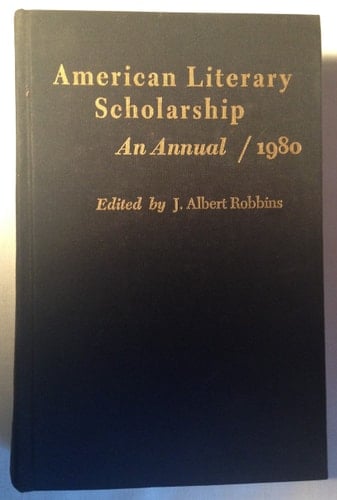 American Literary
Scholarship
An Annual / 1980
Edited by J. Albert Robbins